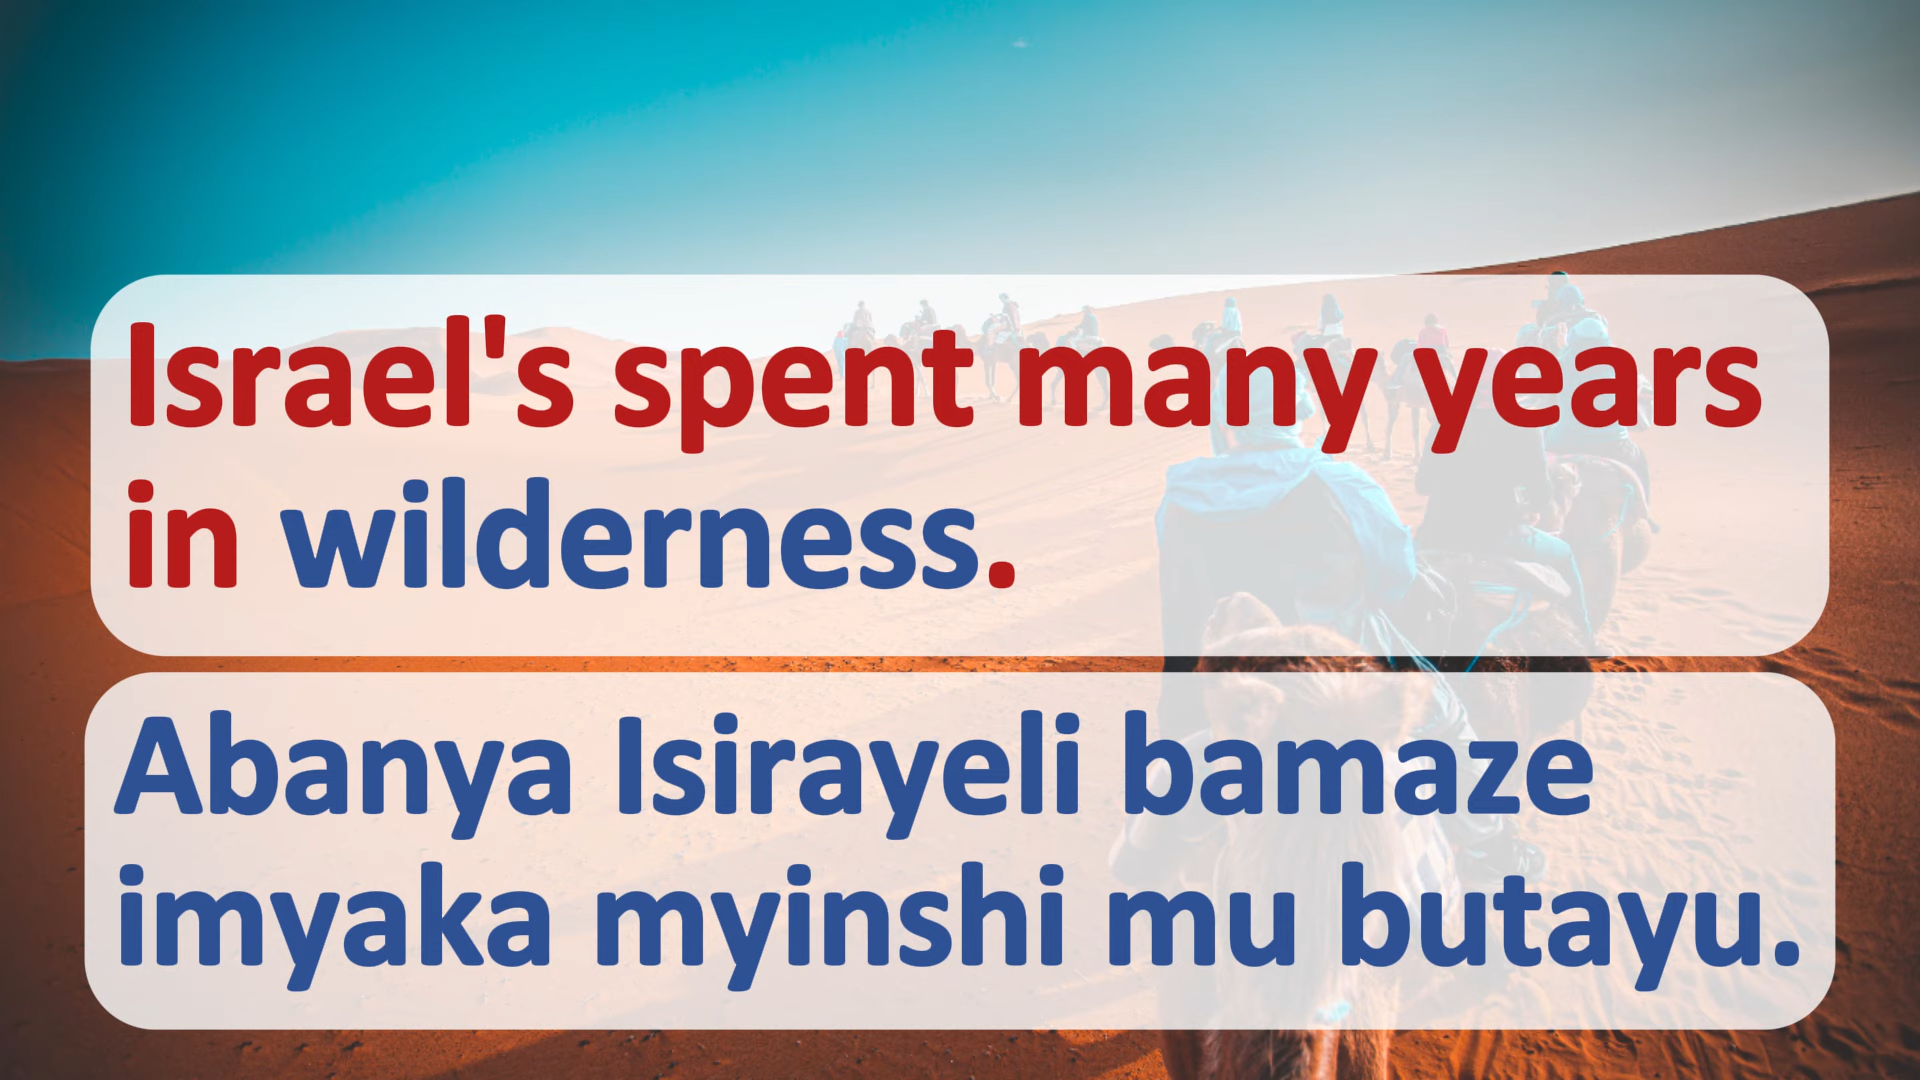 Israel's spent many years
in wilderness.
Abanya Isirayeli bamaze
imyaka myinshi mu butayu.